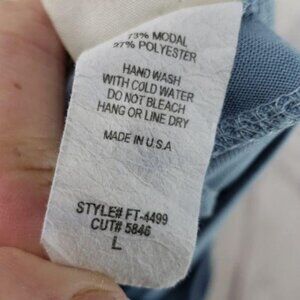 73% MODAL
27% POLYESTER
HAND WASH
WITH COLD WATER
DO NOT BLEACH
HANG OR LINE DRY
MADE IN U.S.A
STYLE# FT-4499
CUT# 5846
L